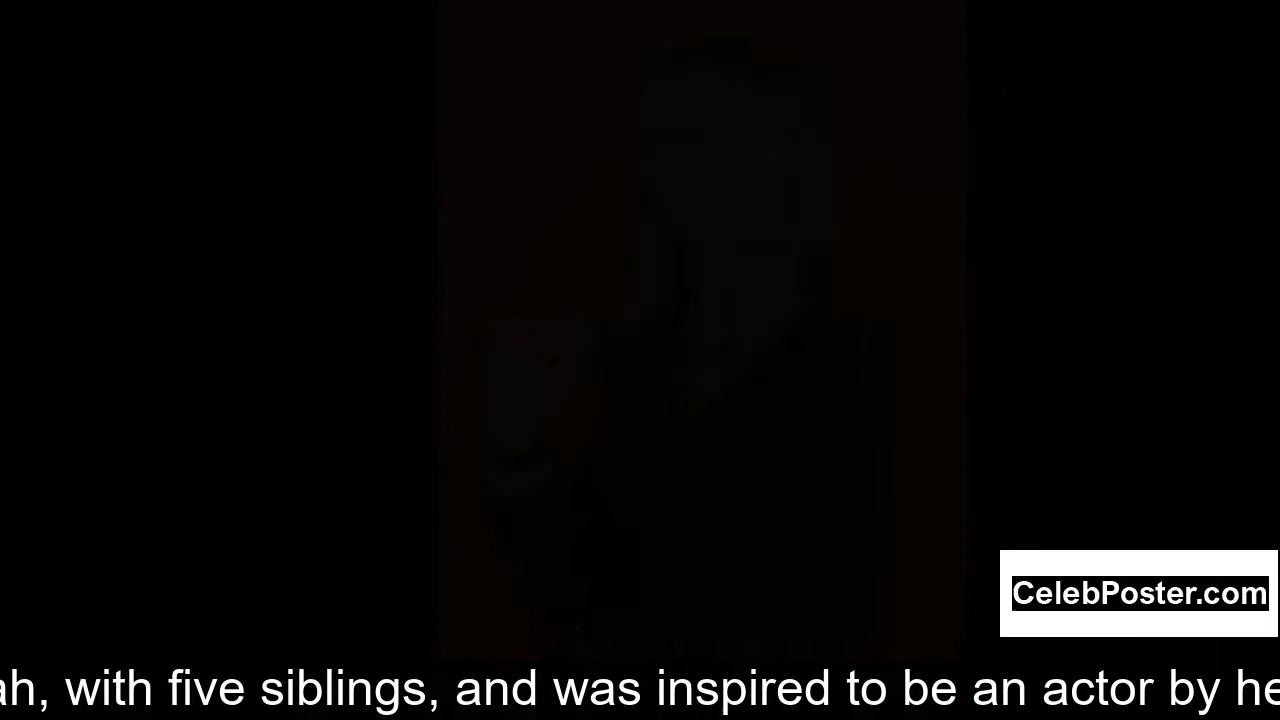 CelebPoster.com
ah, with five siblings, and was inspired to be an actor by he